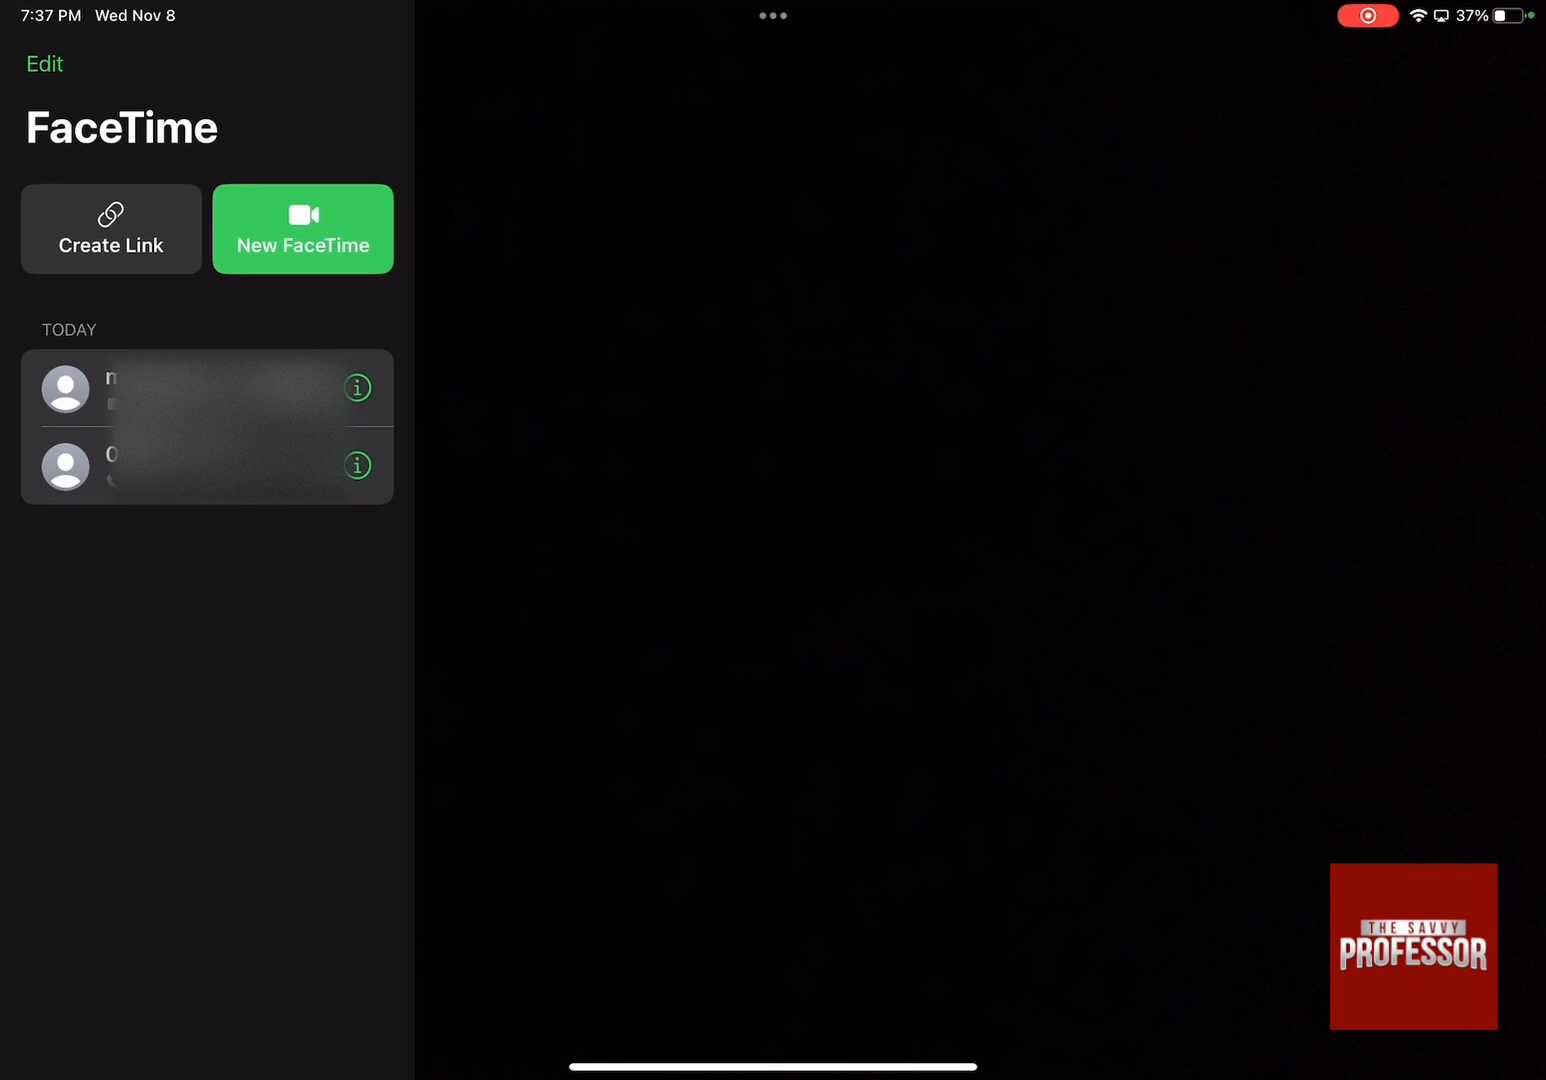 7:37 PM Wed Nov 8
37%
Edit
FaceTime
Create Link
New FaceTime
TODAY
THE SAVVY
PROFESSOR